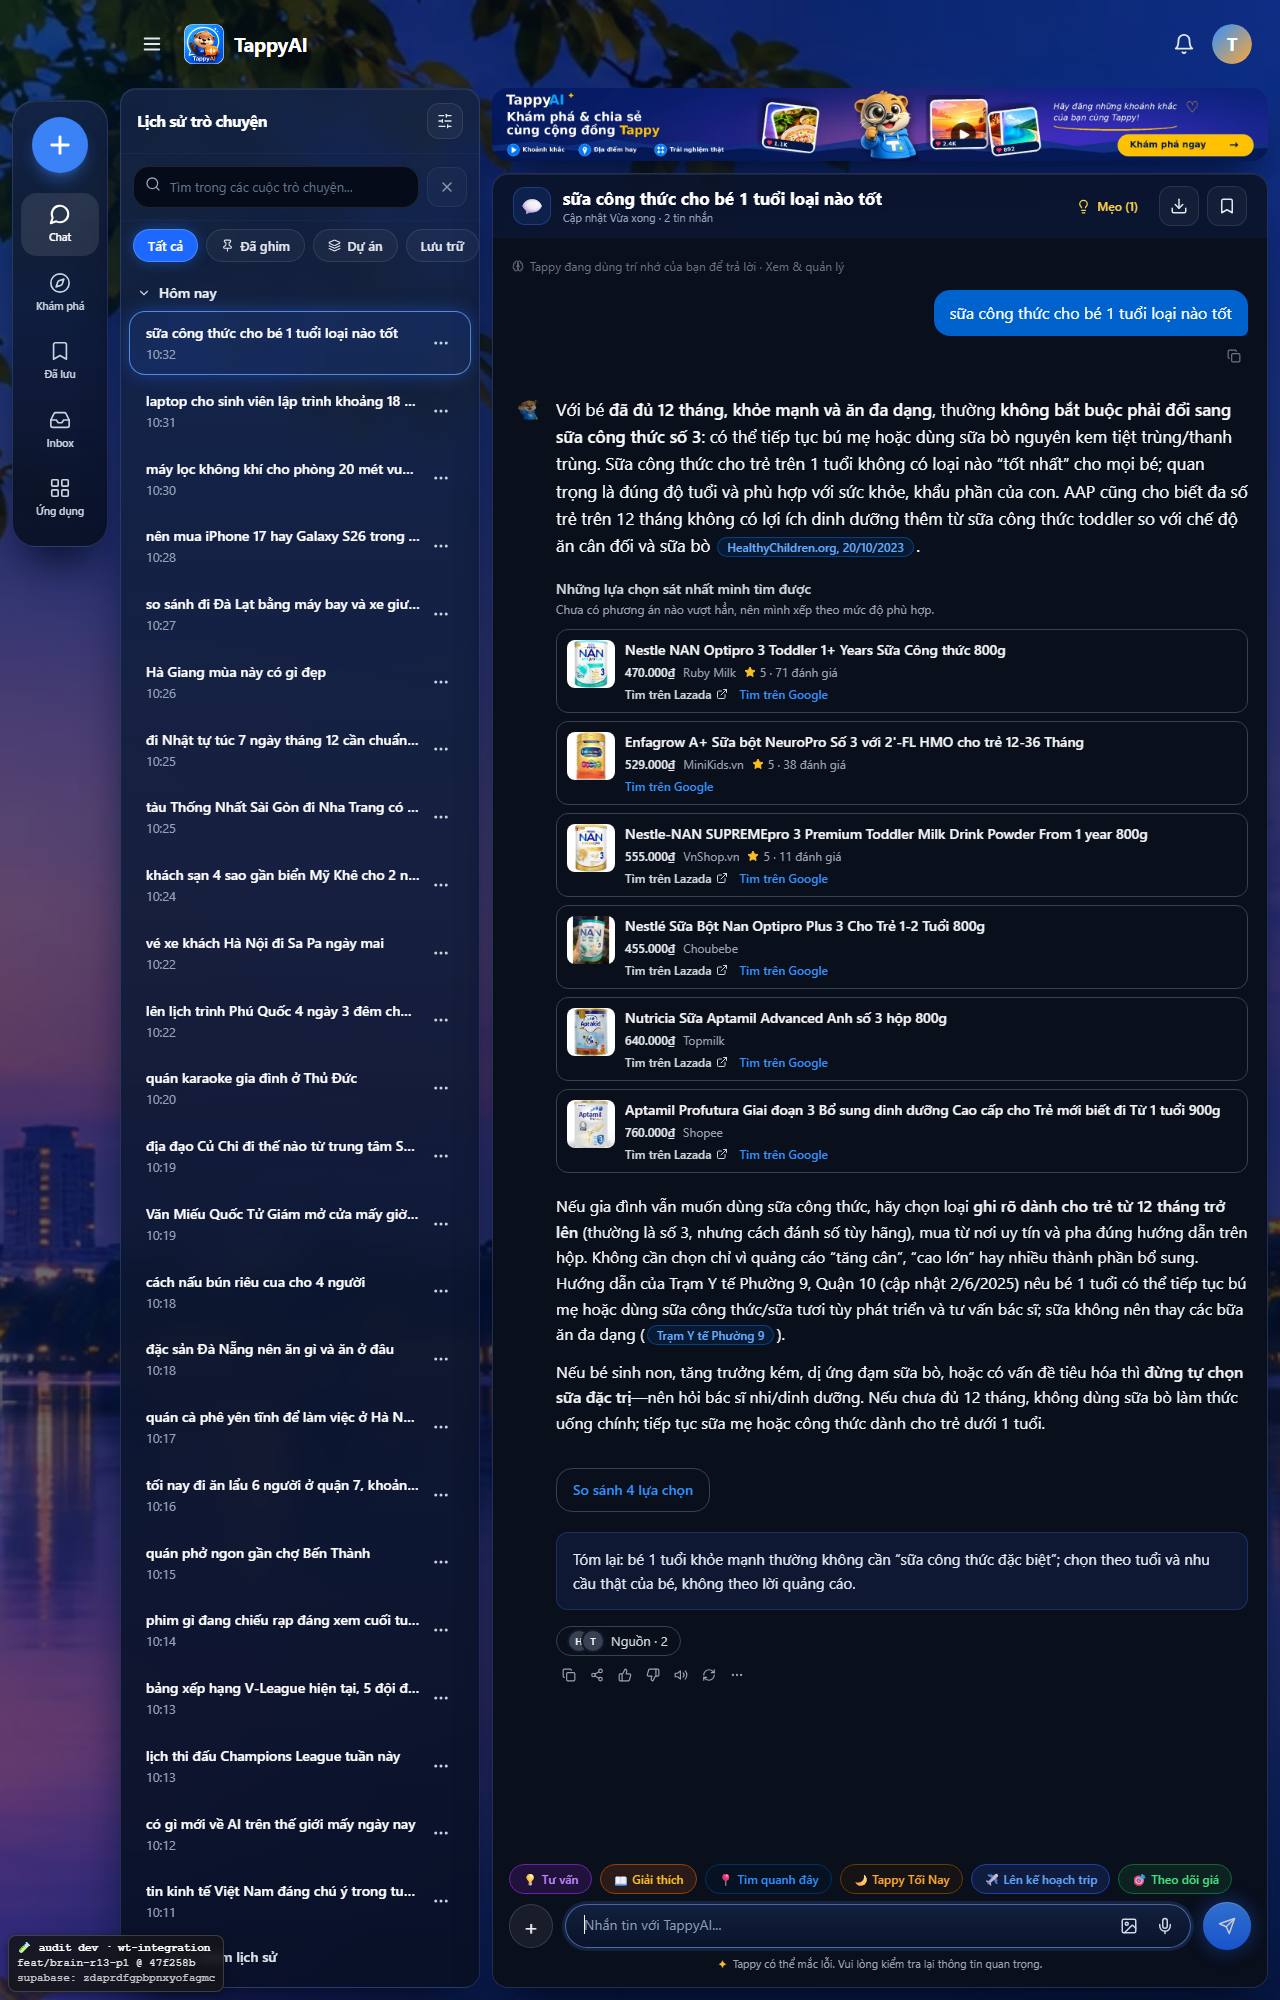 TappyAI
T
Lịch sử trò chuyện
Tìm trong các cuộc trò chuyện...
Tất cả
Đã ghim
Dự án
Lưu trữ
Chat
Khám phá
Đã lưu
Inbox
Ứng dụng
Hôm nay
sữa công thức cho bé 1 tuổi loại nào tốt
10:32
laptop cho sinh viên lập trình khoảng 18 ...
10:31
máy lọc không khí cho phòng 20 mét vu...
10:30
nên mua iPhone 17 hay Galaxy S26 trong ...
10:28
so sánh đi Đà Lạt bằng máy bay và xe giư...
10:27
Hà Giang mùa này có gì đẹp
10:26
đi Nhật tự túc 7 ngày tháng 12 cần chuẩn...
10:25
tàu Thống Nhất Sài Gòn đi Nha Trang có ...
10:25
khách sạn 4 sao gần biển Mỹ Khê cho 2 n...
10:24
vé xe khách Hà Nội đi Sa Pa ngày mai
10:22
lên lịch trình Phú Quốc 4 ngày 3 đêm ch...
10:22
quán karaoke gia đình ở Thủ Đức
10:20
địa đạo Củ Chi đi thế nào từ trung tâm S...
10:19
Văn Miếu Quốc Tử Giám mở cửa mấy giờ...
10:19
cách nấu bún riêu cua cho 4 người
10:18
đặc sản Đà Nẵng nên ăn gì và ăn ở đâu
10:18
quán cà phê yên tĩnh để làm việc ở Hà N...
10:17
tối nay đi ăn lẩu 6 người ở quận 7, khoản...
10:16
quán phở ngon gần chợ Bến Thành
10:15
phim gì đang chiếu rạp đáng xem cuối tu...
10:14
bảng xếp hạng V-League hiện tại, 5 đội đ...
10:13
lịch thi đấu Champions League tuần này
10:13
có gì mới về AI trên thế giới mấy ngày nay
10:12
tin kinh tế Việt Nam đáng chú ý trong tu...
10:11
m lịch sử
audit dev · wt-integration
feat/brain-r13-p1 @ 47f258b
supabase: zdaprdfgpbpnxyofagmc
TappyAI
Khám phá & chia sẻ
cùng cộng đồng Tappy
Khoảnh khắc
Địa điểm hay
Trải nghiệm thật
1.1K
2.4K
892
Hãy đăng những khoảnh khắc
của bạn cùng Tappy!
Khám phá ngay →
sữa công thức cho bé 1 tuổi loại nào tốt
Cập nhật Vừa xong · 2 tin nhắn
Mẹo (1)
Tappy đang dùng trí nhớ của bạn để trả lời · Xem & quản lý
sữa công thức cho bé 1 tuổi loại nào tốt
Với bé đã đủ 12 tháng, khỏe mạnh và ăn đa dạng, thường không bắt buộc phải đổi sang
sữa công thức số 3: có thể tiếp tục bú mẹ hoặc dùng sữa bò nguyên kem tiệt trùng/thanh
trùng. Sữa công thức cho trẻ trên 1 tuổi không có loại nào “tốt nhất” cho mọi bé; quan
trọng là đúng độ tuổi và phù hợp với sức khỏe, khẩu phần của con. AAP cũng cho biết đa số
trẻ trên 12 tháng không có lợi ích dinh dưỡng thêm từ sữa công thức toddler so với chế độ
ăn cân đối và sữa bò HealthyChildren.org, 20/10/2023 .
Những lựa chọn sát nhất mình tìm được
Chưa có phương án nào vượt hẳn, nên mình xếp theo mức độ phù hợp.
Nestle NAN Optipro 3 Toddler 1+ Years Sữa Công thức 800g
470.000₫ Ruby Milk 5 · 71 đánh giá
Tìm trên Lazada Tìm trên Google
Enfagrow A+ Sữa bột NeuroPro Số 3 với 2'-FL HMO cho trẻ 12-36 Tháng
529.000₫ MiniKids.vn 5 · 38 đánh giá
Tìm trên Google
Nestle-NAN SUPREMEpro 3 Premium Toddler Milk Drink Powder From 1 year 800g
555.000₫ VnShop.vn 5 · 11 đánh giá
Tìm trên Lazada Tìm trên Google
Nestlé Sữa Bột Nan Optipro Plus 3 Cho Trẻ 1-2 Tuổi 800g
455.000₫ Choubebe
Tìm trên Lazada Tìm trên Google
Nutricia Sữa Aptamil Advanced Anh số 3 hộp 800g
640.000₫ Topmilk
Tìm trên Lazada Tìm trên Google
Aptamil Profutura Giai đoạn 3 Bổ sung dinh dưỡng Cao cấp cho Trẻ mới biết đi Từ 1 tuổi 900g
760.000₫ Shopee
Tìm trên Lazada Tìm trên Google
Nếu gia đình vẫn muốn dùng sữa công thức, hãy chọn loại ghi rõ dành cho trẻ từ 12 tháng trở
lên (thường là số 3, nhưng cách đánh số tùy hãng), mua từ nơi uy tín và pha đúng hướng dẫn trên
hộp. Không cần chọn chỉ vì quảng cáo “tăng cân”, “cao lớn” hay nhiều thành phần bổ sung.
Hướng dẫn của Trạm Y tế Phường 9, Quận 10 (cập nhật 2/6/2025) nêu bé 1 tuổi có thể tiếp tục bú
mẹ hoặc dùng sữa công thức/sữa tươi tùy phát triển và tư vấn bác sĩ; sữa không nên thay các bữa
ăn đa dạng ( Trạm Y tế Phường 9 ).
Nếu bé sinh non, tăng trưởng kém, dị ứng đạm sữa bò, hoặc có vấn đề tiêu hóa thì đừng tự chọn
sữa đặc trị—nên hỏi bác sĩ nhi/dinh dưỡng. Nếu chưa đủ 12 tháng, không dùng sữa bò làm thức
uống chính; tiếp tục sữa mẹ hoặc công thức dành cho trẻ dưới 1 tuổi.
So sánh 4 lựa chọn
Tóm lại: bé 1 tuổi khỏe mạnh thường không cần “sữa công thức đặc biệt”; chọn theo tuổi và nhu
cầu thật của bé, không theo lời quảng cáo.
H T Nguồn · 2
Tư vấn
Giải thích
Tìm quanh đây
Tappy Tối Nay
Lên kế hoạch trip
Theo dõi giá
Nhắn tin với TappyAI...
Tappy có thể mắc lỗi. Vui lòng kiểm tra lại thông tin quan trọng.